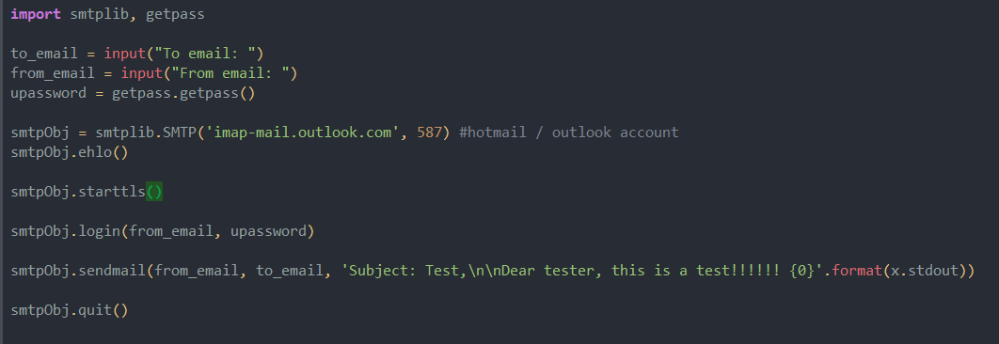 import smtplib, getpass
to_email = input("To email: ")
from_email = input("From email: ")
upassword = getpass.getpass()
smtpObj = smtplib.SMTP('imap-mail.outlook.com', 587) #hotmail / outlook account
smtpObj.ehlo()
smtpObj.starttls()
smtpObj.login(from_email, upassword)
smtpObj.sendmail(from_email, to_email, 'Subject: Test,\n\nDear tester, this is a test!!!!!! {0}'.format(x.stdout))
smtpObj.quit()